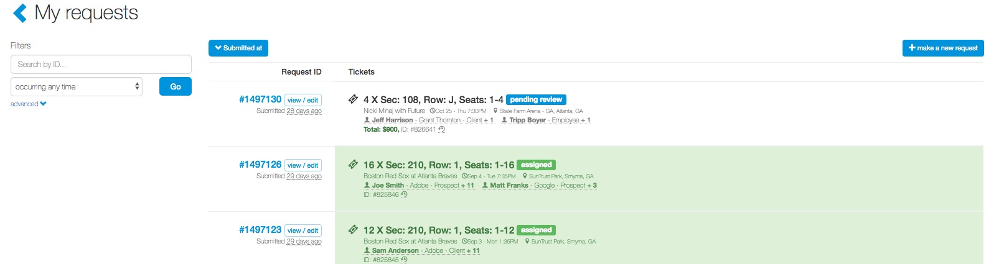 My requests
Filters
Search by ID...
occurring any time
Go
advanced
Submitted at
make a new request
Request ID Tickets
#1497130 view / edit
Submitted 28 days ago
4 X Sec: 108, Row: J, Seats: 1-4 pending review
Nicki Minaj with Future Oct 25 - Thu 7:30PM State Farm Arena - GA, Atlanta, GA
Jeff Harrison - Grant Thornton - Client + 1 Tripp Boyer - Employee + 1
Total: $900, ID: #826641
#1497126 view / edit
Submitted 29 days ago
16 X Sec: 210, Row: 1, Seats: 1-16 assigned
Boston Red Sox at Atlanta Braves Sep 4 - Tue 7:35PM SunTrust Park, Smyrna, GA
Joe Smith - Adobe - Prospect + 11 Matt Franks - Google - Prospect + 3
ID: #825846
#1497123 view / edit
Submitted 29 days ago
12 X Sec: 210, Row: 1, Seats: 1-12 assigned
Boston Red Sox at Atlanta Braves Sep 3 - Mon 1:35PM SunTrust Park, Smyrna, GA
Sam Anderson - Adobe - Client + 11
ID: #825845